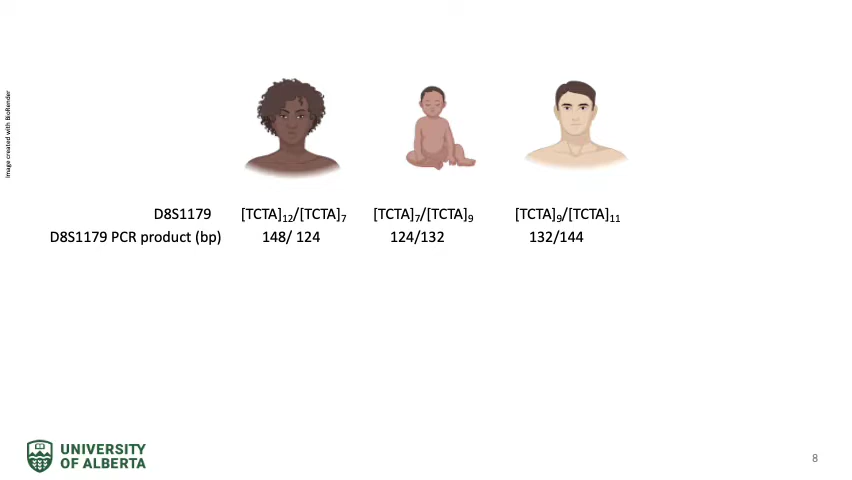 Image created with BioRender
D8S1179 [TCTA]12/[TCTA]7 [TCTA]7/[TCTA]9 [TCTA]9/[TCTA]11
D8S1179 PCR product (bp) 148/ 124 124/132 132/144
UNIVERSITY
OF ALBERTA
8